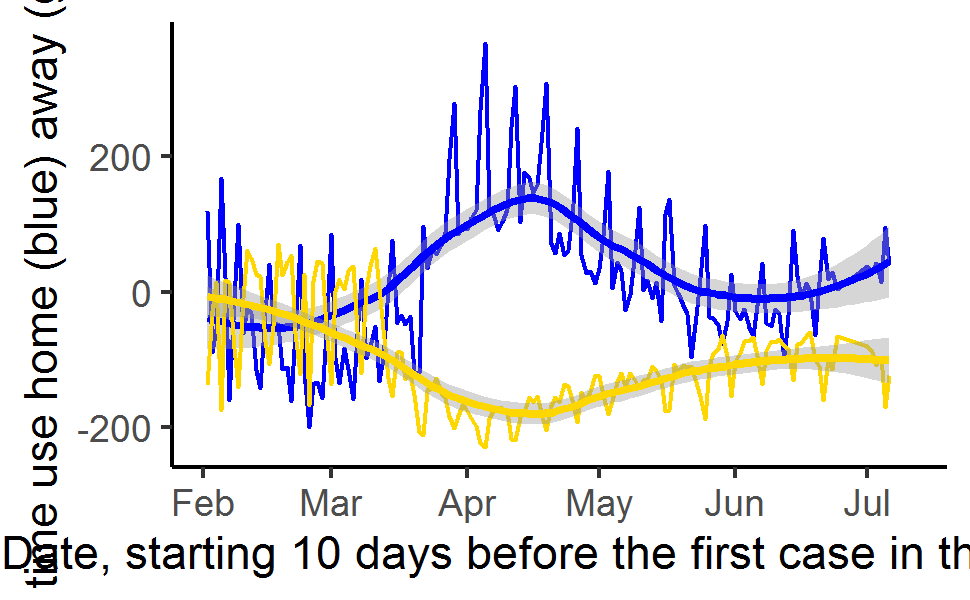 time use home (blue) away (
200
0
-200
Feb Mar Apr May Jun Jul
Date, starting 10 days before the first case in th